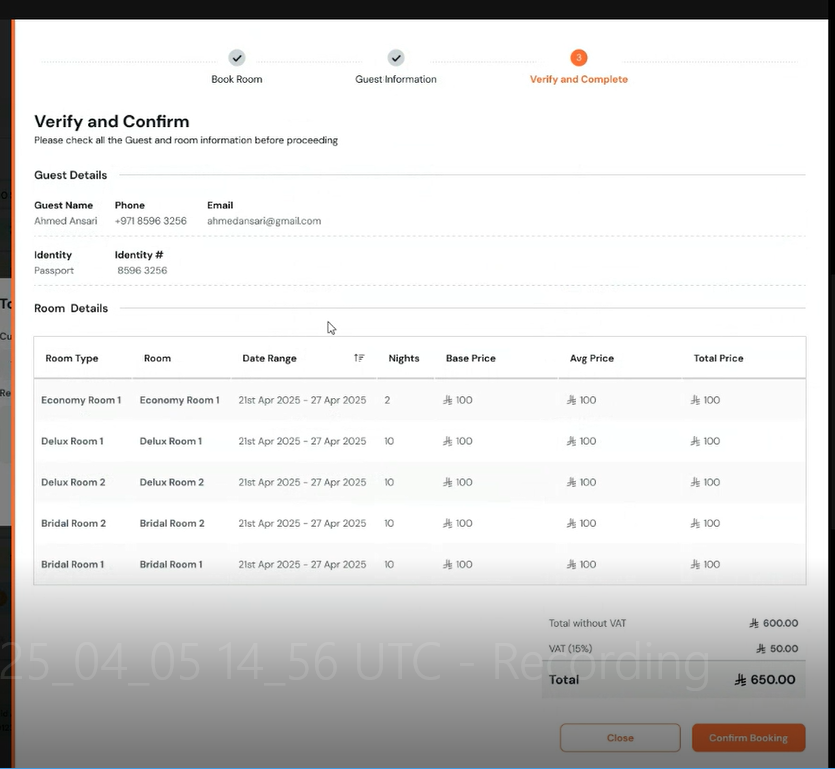 3
Book Room
Guest Information
Verify and Complete
Verify and Confirm
Please check all the Guest and room information before proceeding
Guest Details
Guest Name Phone Email
Ahmed Ansari +971 8596 3256 ahmedansari@gmail.com
Identity Identity #
Passport 8596 3256
To
Room Details
Cu
Room Type Room Date Range Nights Base Price Avg Price Total Price
Re
Economy Room 1 Economy Room 1 21st Apr 2025 - 27 Apr 2025 2 ⃁ 100 ⃁ 100 ⃁ 100
Delux Room 1 Delux Room 1 21st Apr 2025 - 27 Apr 2025 10 ⃁ 100 ⃁ 100 ⃁ 100
Delux Room 2 Delux Room 2 21st Apr 2025 - 27 Apr 2025 10 ⃁ 100 ⃁ 100 ⃁ 100
Bridal Room 2 Bridal Room 2 21st Apr 2025 - 27 Apr 2025 10 ⃁ 100 ⃁ 100 ⃁ 100
Bridal Room 1 Bridal Room 1 21st Apr 2025 - 27 Apr 2025 10 ⃁ 100 ⃁ 100 ⃁ 100
Total without VAT ⃁ 600.00
VAT (15%) ⃁ 50.00
25_04_05 14_56 UTC - Recording
Total ⃁ 650.00
Close Confirm Booking